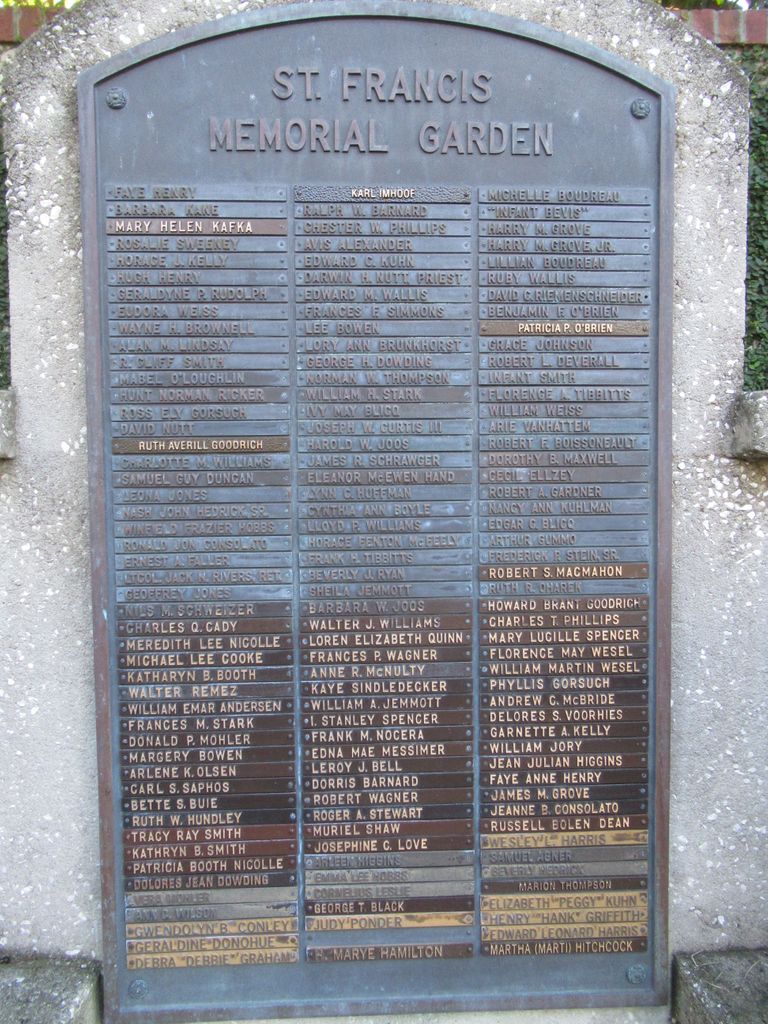 ST. FRANCIS
MEMORIAL GARDEN
FAYE HENRY
BARBARA KANE
MARY HELEN KAFKA
ROSALIE SWEENEY
HORACE J. KELLY
HUGH HENRY
GERALDYNE P. RUDOLPH
EUDORA WEISS
WAYNE H. BROWNELL
ALAN M. LINDSAY
R. CLIFF SMITH
MABEL O'LOUGHLIN
HUNT NORMAN RICKER
ROSS ELY GORSUCH
DAVID NUTT
RUTH AVERILL GOODRICH
CHARLOTTE M. WILLIAMS
SAMUEL GUY DUNCAN
LEONA JONES
NASH JOHN HEDRICK, SR.
WINFIELD FRAZIER HOBBS
RONALD JON CONSOLATO
ERNEST A. FALLER
LTCOL. JACK N. RIVERS, RET.
GEOFFREY JONES
NILS M. SCHWEIZER
CHARLES Q. CADY
MEREDITH LEE NICOLLE
MICHAEL LEE COOKE
KATHARYN B. BOOTH
WALTER REMEZ
WILLIAM EMAR ANDERSEN
FRANCES M. STARK
DONALD P. MOHLER
MARGERY BOWEN
ARLENE K. OLSEN
CARL S. SAPHOS
BETTE S. BUIE
RUTH W. HUNDLEY
TRACY RAY SMITH
KATHRYN B. SMITH
PATRICIA BOOTH NICOLLE
DOLORES JEAN DOWDING
VERA MOHLER
ANN C. WILSON
GWENDOLYN B. CONLEY
GERALDINE DONOHUE
DEBRA "DEBBIE" GRAHAM
KARL IMHOOF
RALPH W. BARNARD
CHESTER W. PHILLIPS
AVIS ALEXANDER
EDWARD C. KUHN
DARWIN H. NUTT, PRIEST
EDWARD M. WALLIS
FRANCES F. SIMMONS
LEE BOWEN
LORY ANN BRUNKHORST
GEORGE H. DOWDING
NORMAN W. THOMPSON
WILLIAM H. STARK
IVY MAY BLICQ
JOSEPH W. CURTIS III
HAROLD W. JOOS
JAMES R. SCHRAWGER
ELEANOR McEWEN HAND
LYNN C. HUFFMAN
CYNTHIA ANN BOYLE
LLOYD P. WILLIAMS
HORACE FENTON McFEELY
FRANK H. TIBBITTS
BEVERLY J. RYAN
SHEILA JEMMOTT
BARBARA W. JOOS
WALTER J. WILLIAMS
LOREN ELIZABETH QUINN
FRANCES P. WAGNER
ANNE R. McNULTY
KAYE SINDLEDECKER
WILLIAM A. JEMMOTT
I. STANLEY SPENCER
FRANK M. NOCERA
EDNA MAE MESSIMER
LEROY J. BELL
DORRIS BARNARD
ROBERT WAGNER
ROGER A. STEWART
MURIEL SHAW
JOSEPHINE C. LOVE
ARLEEN HIGGINS
EMMA LEE HOBBS
CORNELIUS LESLIE
GEORGE T. BLACK
JUDY PONDER
H. MARYE HAMILTON
MICHELLE BOUDREAU
"INFANT BEVIS"
HARRY M. GROVE
HARRY M. GROVE, JR.
LILLIAN BOUDREAU
RUBY WALLIS
DAVID G. RIEMENSCHNEIDER
BENJAMIN F. O'BRIEN
PATRICIA P. O'BRIEN
GRACE JOHNSON
ROBERT L. DEVERALL
INFANT SMITH
FLORENCE A. TIBBITTS
WILLIAM WEISS
ARIE VANHATTEM
ROBERT F. BOISSONEAULT
DOROTHY B. MAXWELL
CECIL ELLZEY
ROBERT A. GARDNER
NANCY ANN KUHLMAN
EDGAR C. BLICQ
ARTHUR GUMMO
FREDERICK P. STEIN, SR.
ROBERT S. MACMAHON
RUTH R. OHAREK
HOWARD BRANT GOODRICH
CHARLES T. PHILLIPS
MARY LUCILLE SPENCER
FLORENCE MAY WESEL
WILLIAM MARTIN WESEL
PHYLLIS GORSUCH
ANDREW C. McBRIDE
DELORES S. VOORHIES
GARNETTE A. KELLY
WILLIAM JORY
JEAN JULIAN HIGGINS
FAYE ANNE HENRY
JAMES M. GROVE
JEANNE B. CONSOLATO
RUSSELL BOLEN DEAN
WESLEY L. HARRIS
SAMUEL AGNER
BEVERLY HEDRICK
MARION THOMPSON
ELIZABETH "PEGGY" KUHN
HENRY "HANK" GRIFFITH
EDWARD LEONARD HARRIS
MARTHA (MARTI) HITCHCOCK